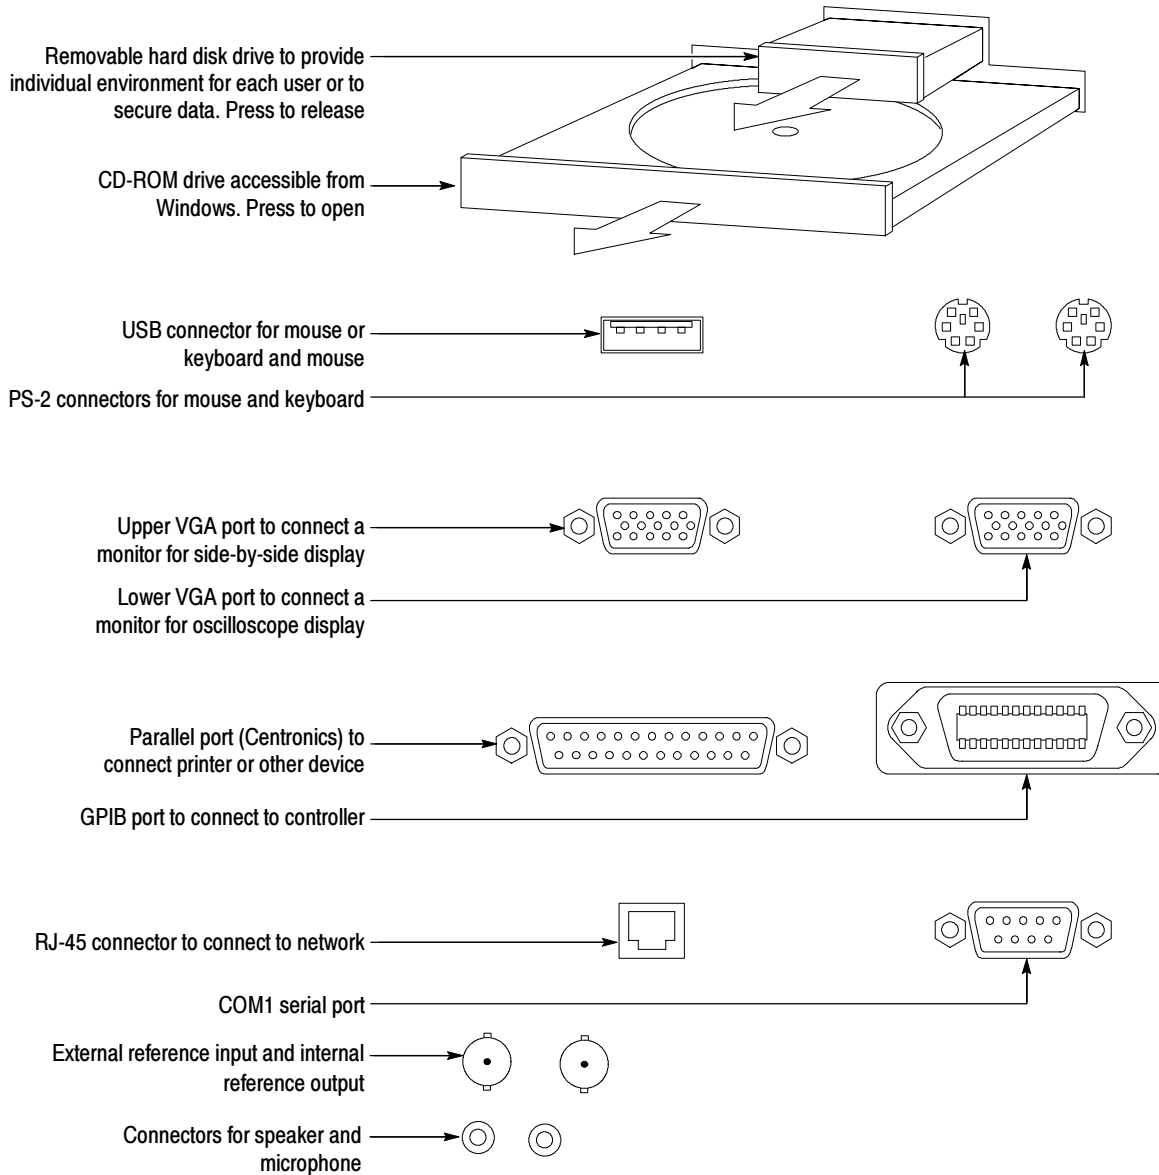 Removable hard disk drive to provide
individual environment for each user or to
secure data. Press to release
CD-ROM drive accessible from
Windows. Press to open
USB connector for mouse or
keyboard and mouse
PS-2 connectors for mouse and keyboard
Upper VGA port to connect a
monitor for side-by-side display
Lower VGA port to connect a
monitor for oscilloscope display
Parallel port (Centronics) to
connect printer or other device
GPIB port to connect to controller
RJ-45 connector to connect to network
COM1 serial port
External reference input and internal
reference output
Connectors for speaker and
microphone